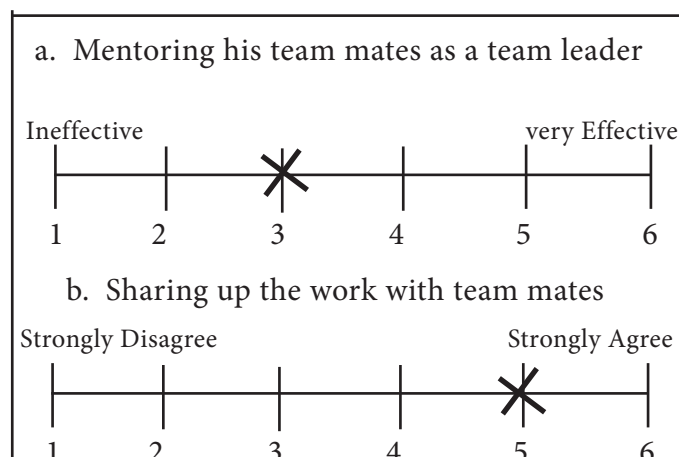 a. Mentoring his team mates as a team leader
Ineffective very Effective
1 2 3 4 5 6
b. Sharing up the work with team mates
Strongly Disagree Strongly Agree
1 2 3 4 5 6